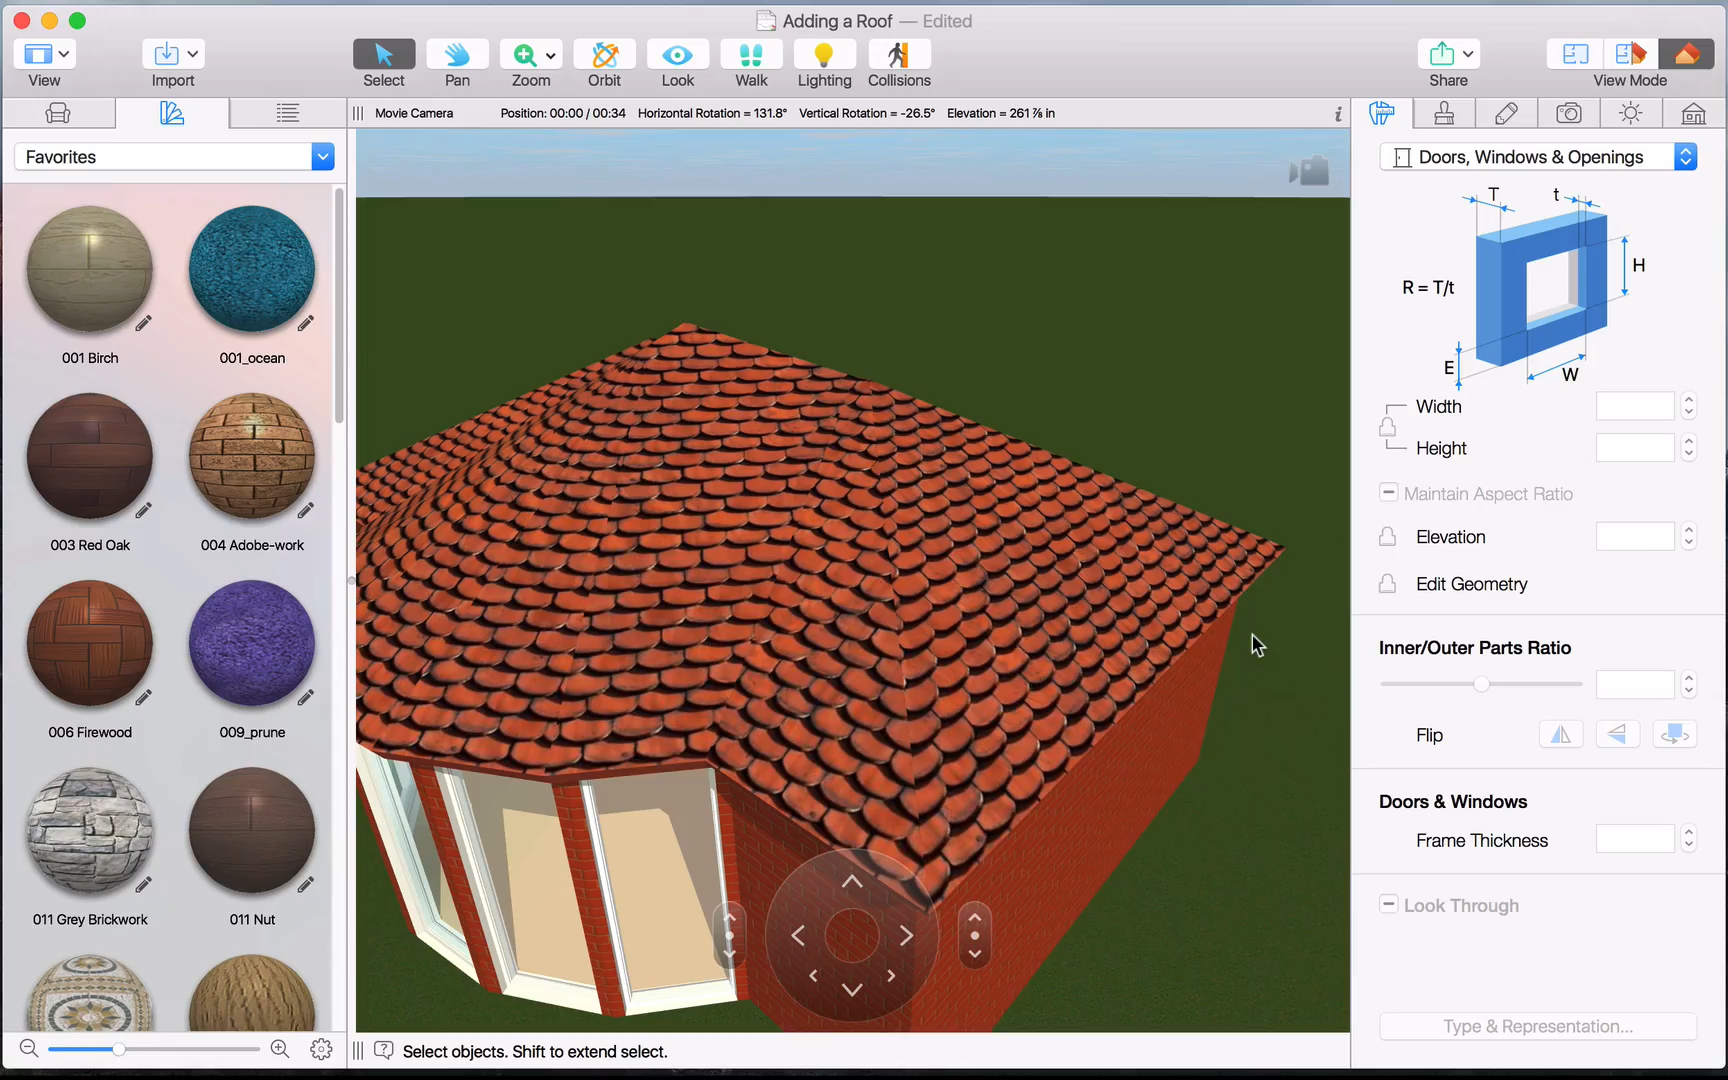 Adding a Roof — Edited
View
Import
Select
Pan
Zoom
Orbit
Look
Walk
Lighting
Collisions
Share
View Mode
Movie Camera
Position: 00:00 / 00:34
Horizontal Rotation = 131.8°
Vertical Rotation = -26.5°
Elevation = 261 ⅞ in
i
Favorites
001 Birch
001_ocean
003 Red Oak
004 Adobe-work
006 Firewood
009_prune
011 Grey Brickwork
011 Nut
Doors, Windows & Openings
T
t
H
R = T/t
E
W
Width
Height
Maintain Aspect Ratio
Elevation
Edit Geometry
Inner/Outer Parts Ratio
Flip
Doors & Windows
Frame Thickness
Look Through
Type & Representation...
? Select objects. Shift to extend select.